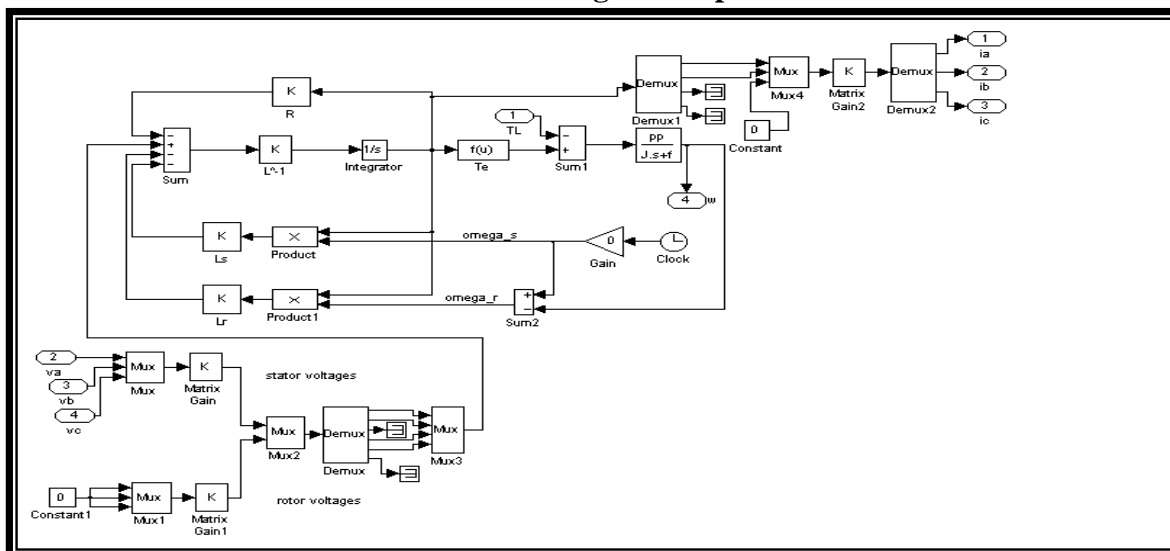 K
R
Sum
K
L^-1
1/s
Integrator
f(u)
Te
1
TL
Sum1
PP
J.s+f
4
w
Demux
Demux1
Mux
Mux4
0
Constant
K
Matrix
Gain2
Demux
Demux2
1
ia
2
ib
3
ic
K
Ls
Product
omega_s
0
Gain
Clock
K
Lr
Product1
omega_r
Sum2
2
va
3
vb
4
vc
Mux
Mux
K
Matrix
Gain
stator voltages
Mux
Mux2
Demux
Demux
Mux
Mux3
0
Constant1
Mux
Mux1
K
Matrix
Gain1
rotor voltages